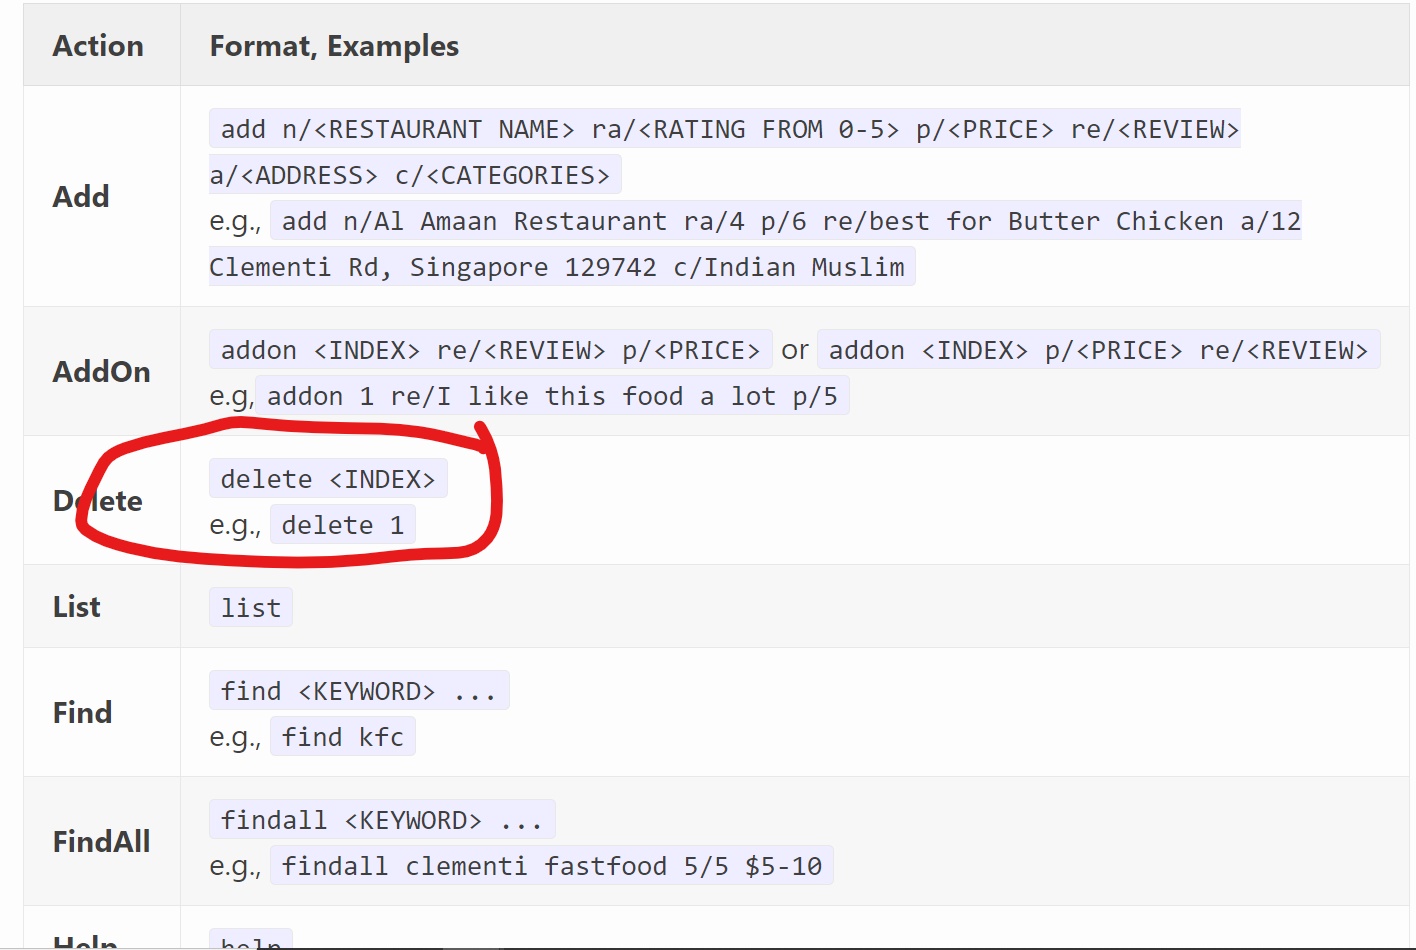 Action Format, Examples
Add
add n/<RESTAURANT NAME> ra/<RATING FROM 0-5> p/<PRICE> re/<REVIEW>
a/<ADDRESS> c/<CATEGORIES>
e.g., add n/Al Amaan Restaurant ra/4 p/6 re/best for Butter Chicken a/12
Clementi Rd, Singapore 129742 c/Indian Muslim
AddOn
addon <INDEX> re/<REVIEW> p/<PRICE> or addon <INDEX> p/<PRICE> re/<REVIEW>
e.g, addon 1 re/I like this food a lot p/5
Delete
delete <INDEX>
e.g., delete 1
List list
Find
find <KEYWORD> ...
e.g., find kfc
FindAll
findall <KEYWORD> ...
e.g., findall clementi fastfood 5/5 $5-10
Help help